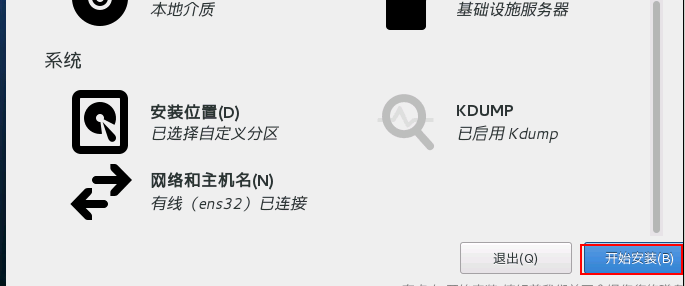 本地介质
基础设施服务器
系统
安装位置(D)
已选择自定义分区
KDUMP
已启用 Kdump
网络和主机名(N)
有线（ens32）已连接
退出(Q)
开始安装(B)